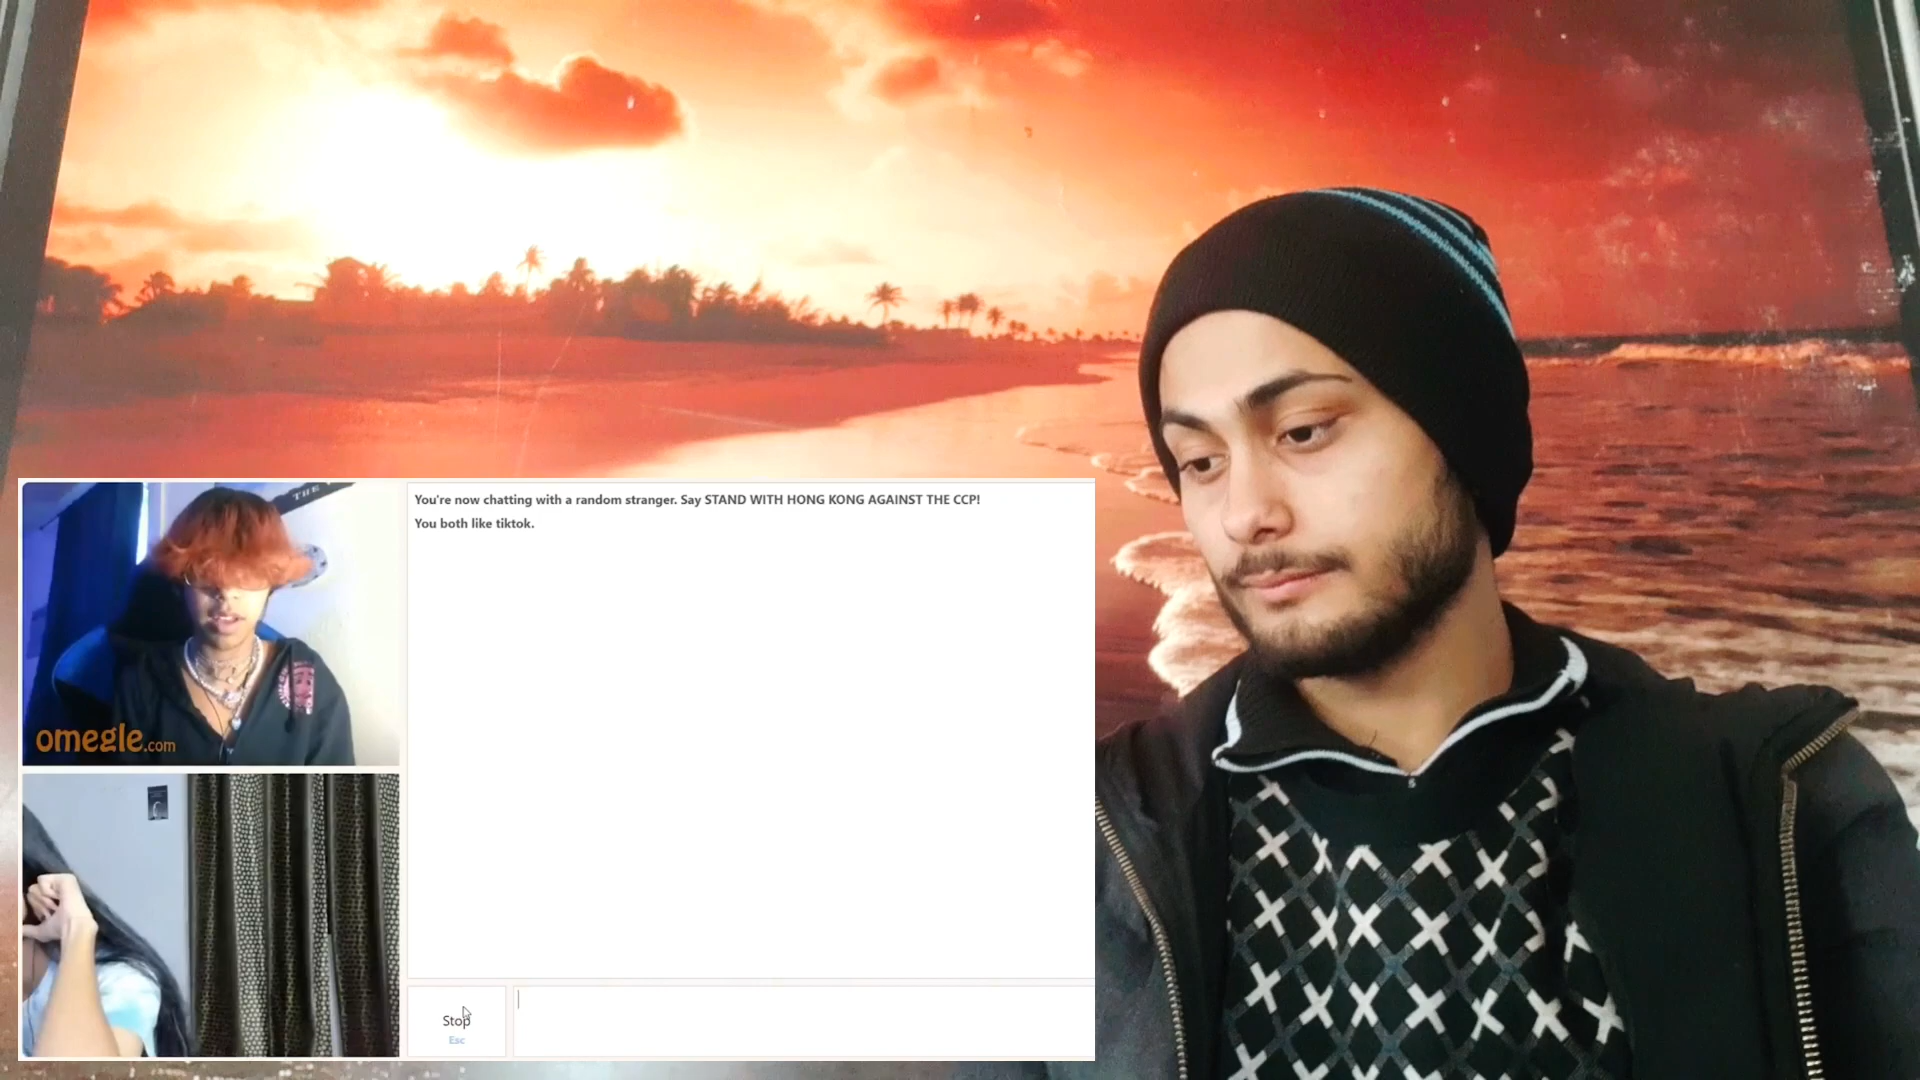 THE
You're now chatting with a random stranger. Say STAND WITH HONG KONG AGAINST THE CCP!
You both like tiktok.
omegle.com
Stop
Esc